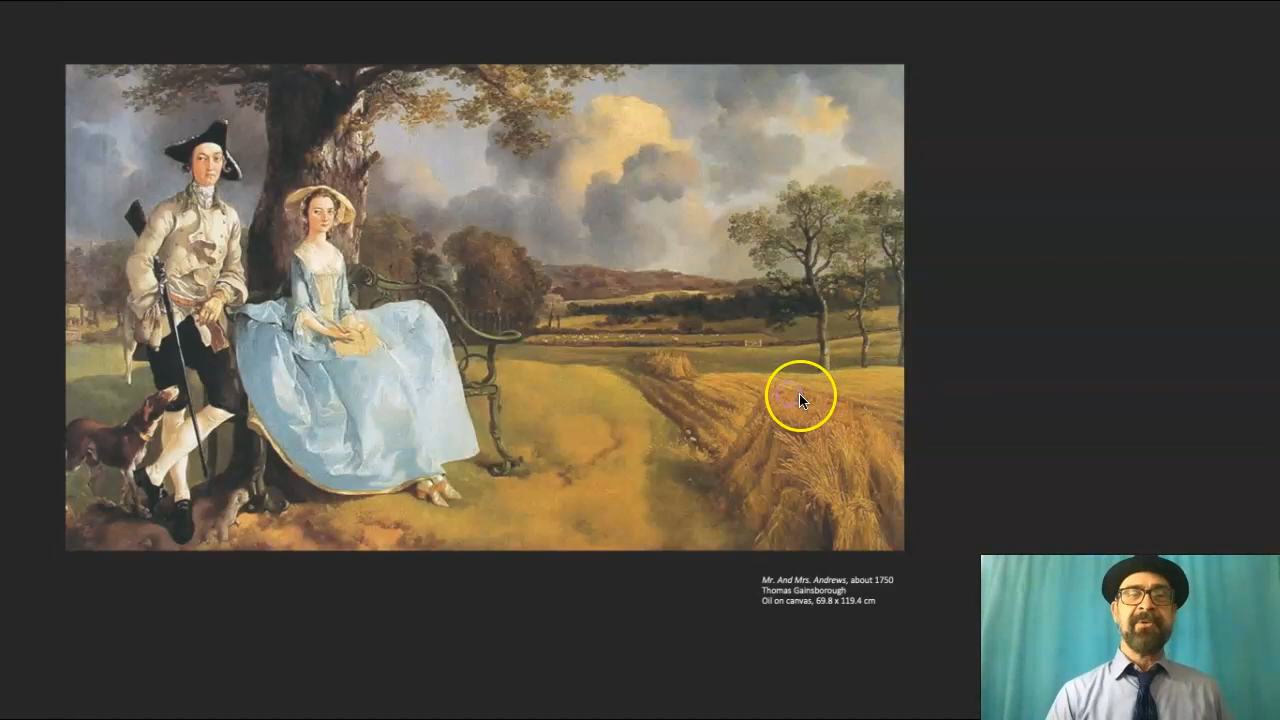 Mr. And Mrs. Andrews, about 1750
Thomas Gainsborough
Oil on canvas, 69.8 x 119.4 cm